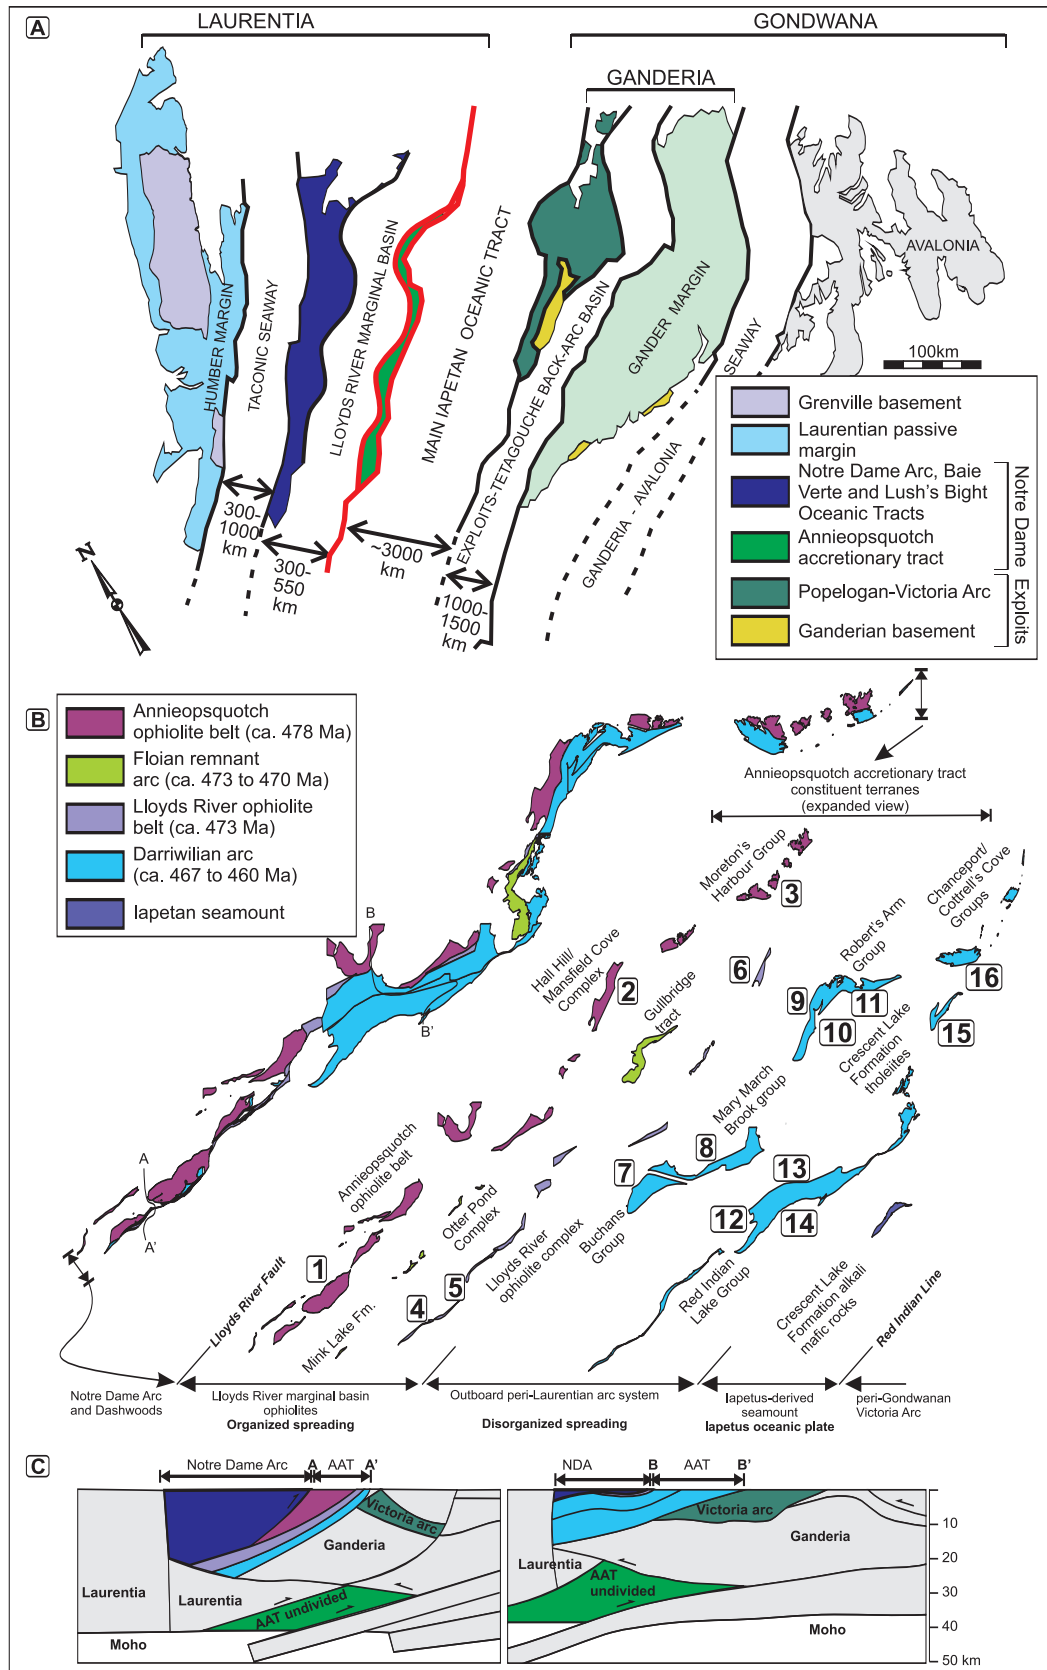 A
LAURENTIA
GONDWANA
GANDERIA
HUMBER MARGIN
TACONIC SEAWAY
LLOYDS RIVER MARGINAL BASIN
MAIN IAPETAN OCEANIC TRACT
EXPLOITS-TETAGOUCHE BACK-ARC BASIN
GANDER MARGIN
GANDERIA - AVALONIA SEAWAY
AVALONIA
100km
300-
1000
km
300-
550
km
~3000
km
1000-
1500
km
N
Grenville basement
Laurentian passive
margin
Notre Dame Arc, Baie
Verte and Lush's Bight
Oceanic Tracts
Annieopsquotch
accretionary tract
Popelogan-Victoria Arc
Ganderian basement
Notre Dame
Exploits
B
Annieopsquotch
ophiolite belt (ca. 478 Ma)
Floian remnant
arc (ca. 473 to 470 Ma)
Lloyds River ophiolite
belt (ca. 473 Ma)
Darriwilian arc
(ca. 467 to 460 Ma)
Iapetan seamount
Annieopsquotch accretionary tract
constituent terranes
(expanded view)
Moreton's
Harbour Group
3
Chanceport/
Cottrell's Cove
Groups
16
15
Robert's Arm
Group
9
11
10
6
Hall Hill/
Mansfield Cove
Complex
2
Gullbridge
tract
Crescent Lake
Formation
tholeiites
B
B'
Mary March
Brook group
8
7
13
12
14
Buchans
Group
Annieopsquotch
ophiolite belt
Otter Pond
Complex
Lloyds River
ophiolite complex
A
A'
1
5
4
Lloyds River Fault
Mink Lake Fm.
Red Indian
Lake Group
Crescent Lake
Formation alkali
mafic rocks
Red Indian Line
Notre Dame Arc
and Dashwoods
Lloyds River marginal basin
ophiolites
Organized spreading
Outboard peri-Laurentian arc system
Disorganized spreading
Iapetus-derived
seamount
Iapetus oceanic plate
peri-Gondwanan
Victoria Arc
C
Notre Dame Arc
A
AAT
A'
Victoria arc
Ganderia
Laurentia
Laurentia
AAT undivided
Moho
NDA
B
AAT
B'
Victoria arc
Ganderia
Laurentia
AAT
undivided
Moho
10
20
30
40
50 km